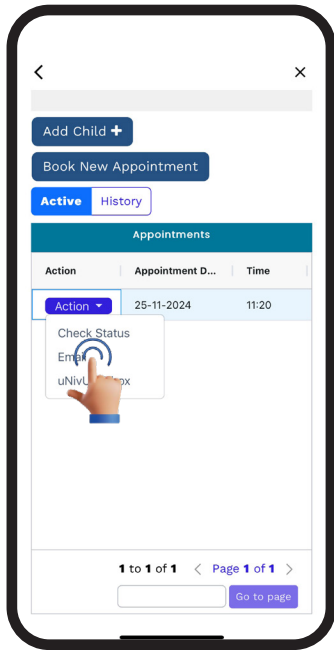 Add Child +
Book New Appointment
Active History
Appointments
Action Appointment D... Time
Action 25-11-2024 11:20
Check Status
Email
1 to 1 of 1 < Page 1 of 1 >
Go to page